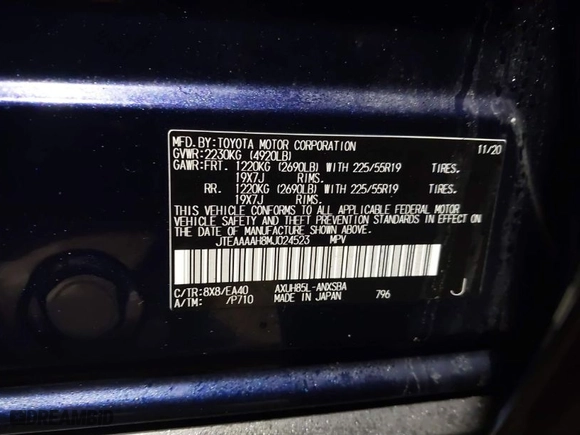 MFD.BY:TOYOTA MOTOR CORPORATION 11/20
GVWR:2230KG (4920LB)
GAWR:FRT. 1220KG (2690LB) WITH 225/55R19 TIRES.
19X7J RIMS.
RR. 1220KG (2690LB) WITH 225/55R19 TIRES.
19X7J RIMS.
THIS VEHICLE CONFORMS TO ALL APPLICABLE FEDERAL MOTOR
VEHICLE SAFETY AND THEFT PREVENTION STANDARDS IN EFFECT ON
THE DATE OF MANUFACTURE SHOWN ABOVE.
JTEAAAAH8MJ024523 MPV
C/TR:8X8/EA40 AXUH85L-ANXSBA J
A/TM: /P710 MADE IN JAPAN 796
DREAMBID